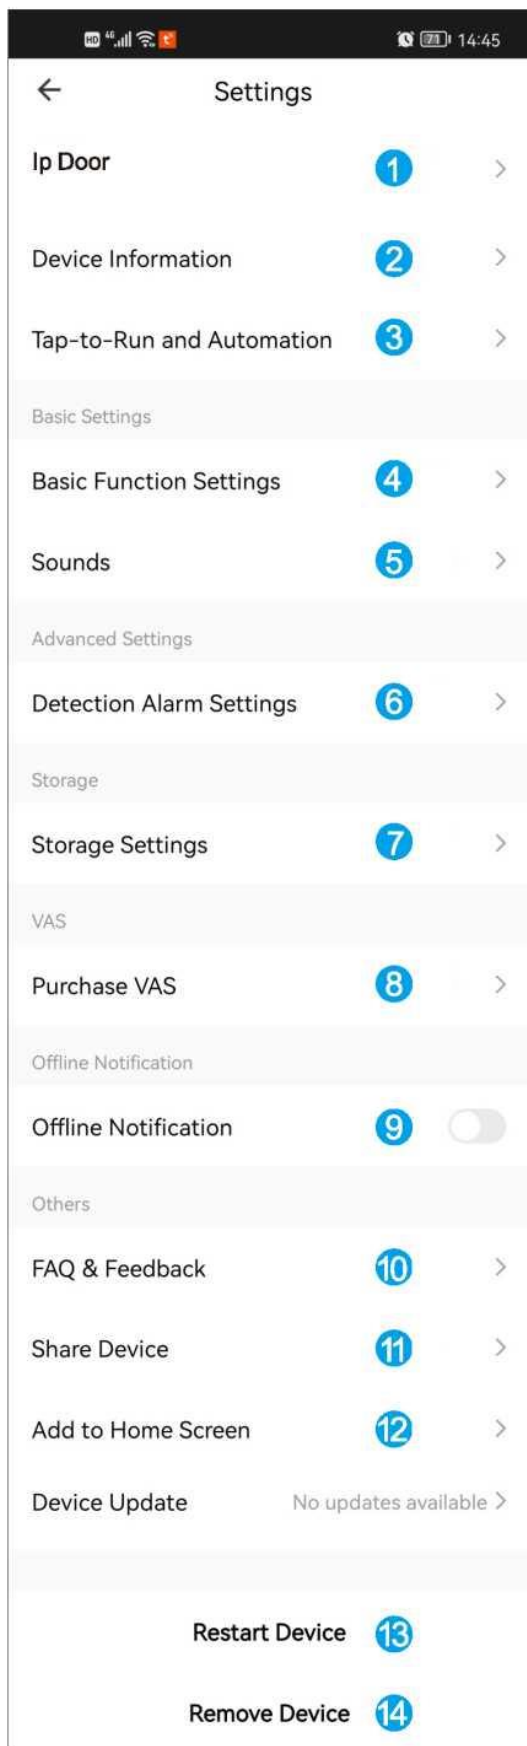 HD 4G 71 14:45
Settings
Ip Door 1
Device Information 2
Tap-to-Run and Automation 3
Basic Settings
Basic Function Settings 4
Sounds 5
Advanced Settings
Detection Alarm Settings 6
Storage
Storage Settings 7
VAS
Purchase VAS 8
Offline Notification
Offline Notification 9
Others
FAQ & Feedback 10
Share Device 11
Add to Home Screen 12
Device Update No updates available
Restart Device 13
Remove Device 14